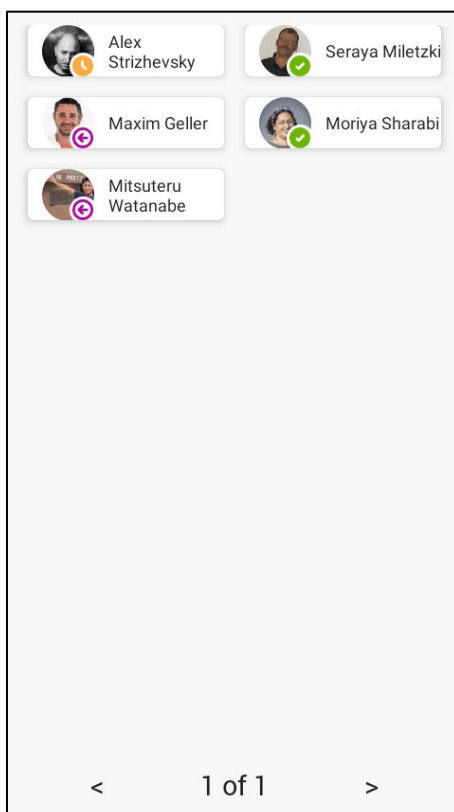 Alex
Strizhevsky
Seraya Miletzki
Maxim Geller
Moriya Sharabi
Mitsuteru
Watanabe
< 1 of 1 >